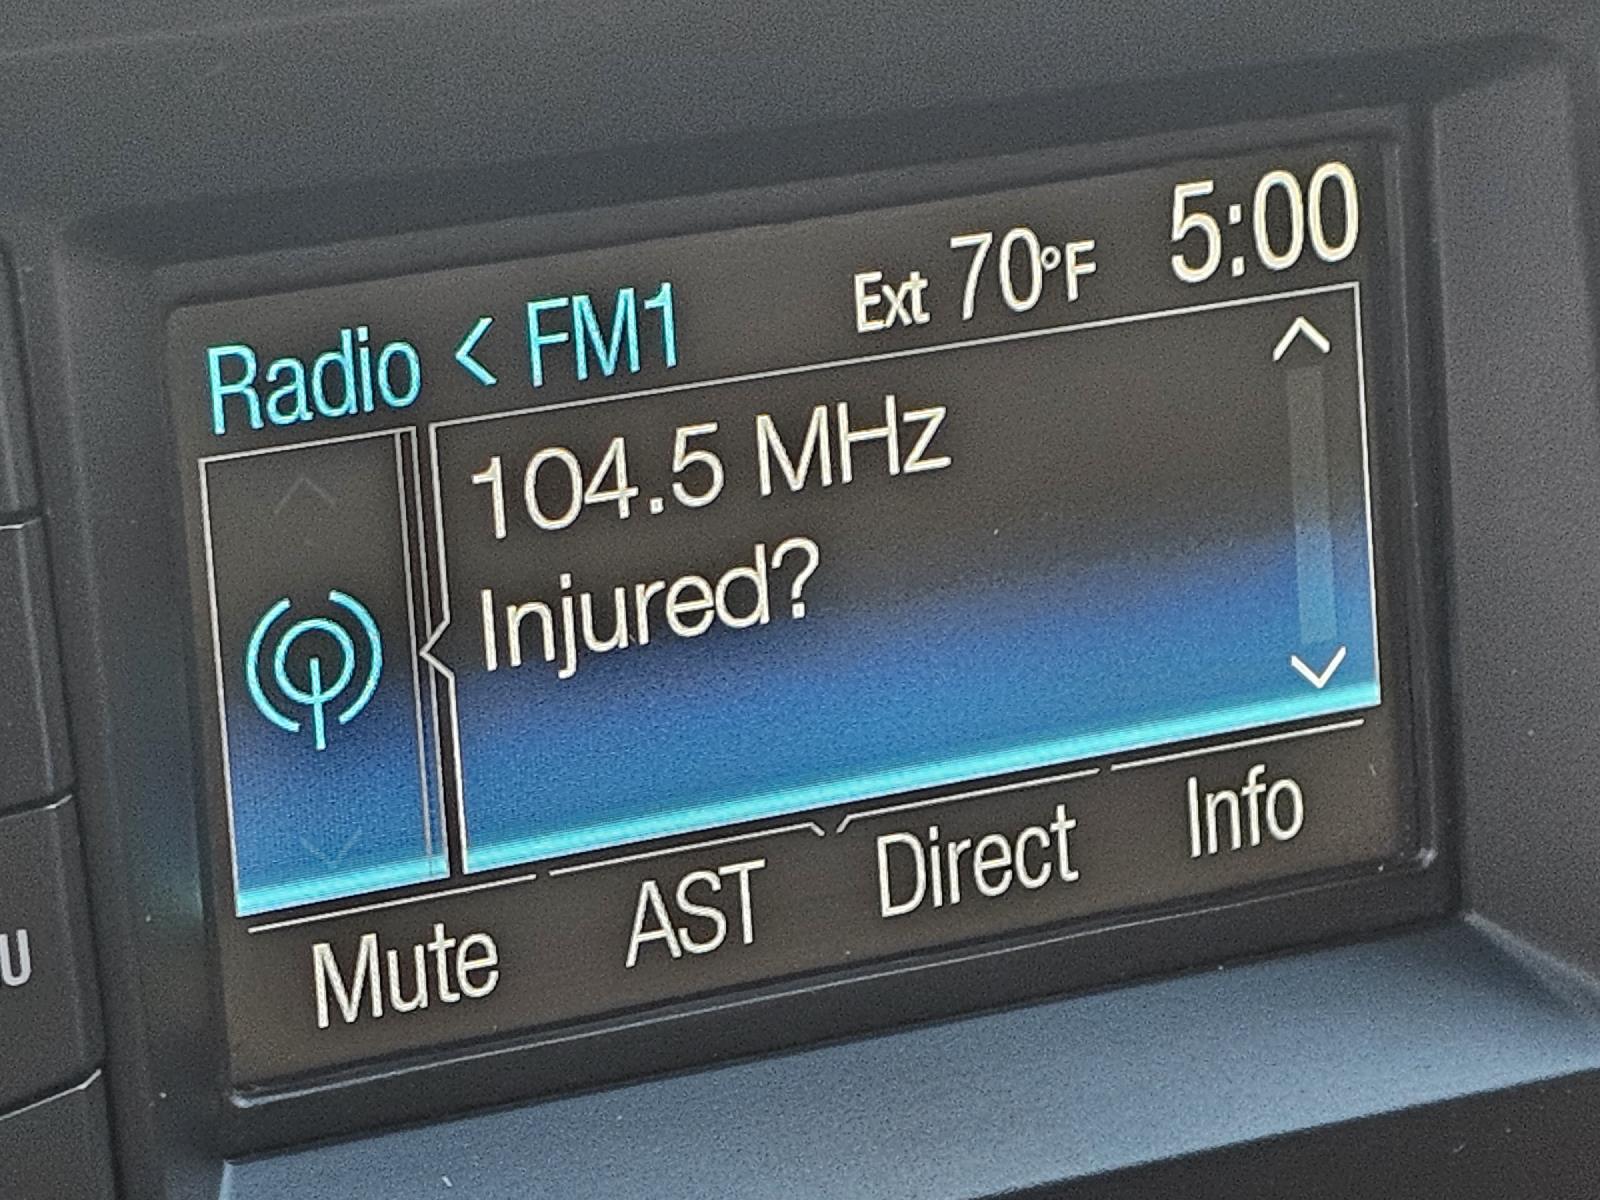 Radio < FM1 Ext 70°F 5:00
104.5 MHz
Injured?
Mute AST Direct Info
U